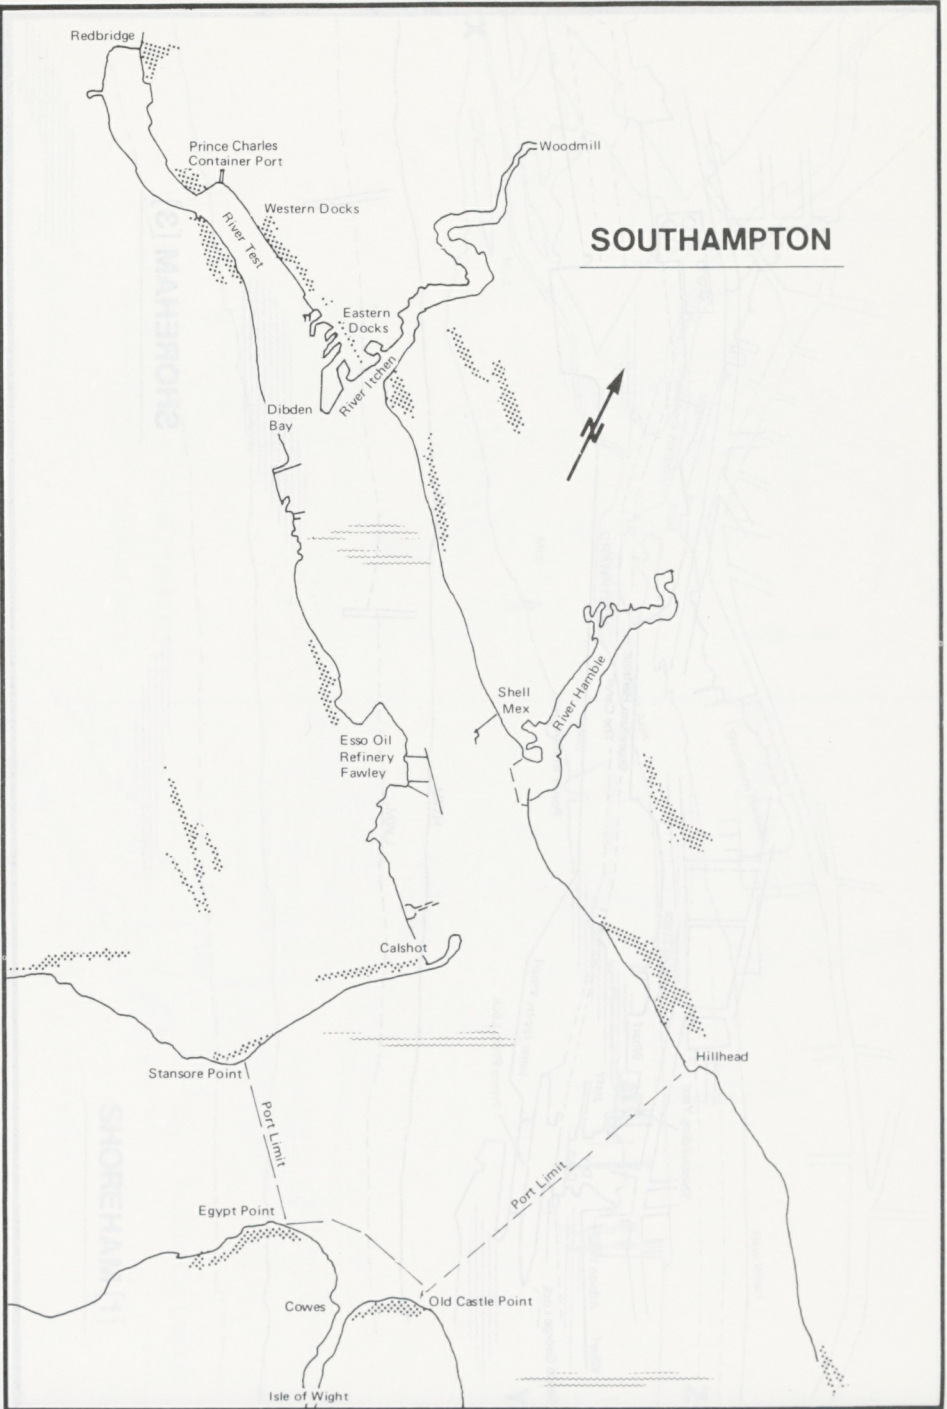 Redbridge
Prince Charles
Container Port
Woodmill
Western Docks
River Test
SOUTHAMPTON
Eastern
Docks
River Itchen
Dibden
Bay
N
Shell
Mex
River Hamble
Esso Oil
Refinery
Fawley
Calshot
Hillhead
Stansore Point
Port Limit
Port Limit
Egypt Point
Cowes
Old Castle Point
Isle of Wight